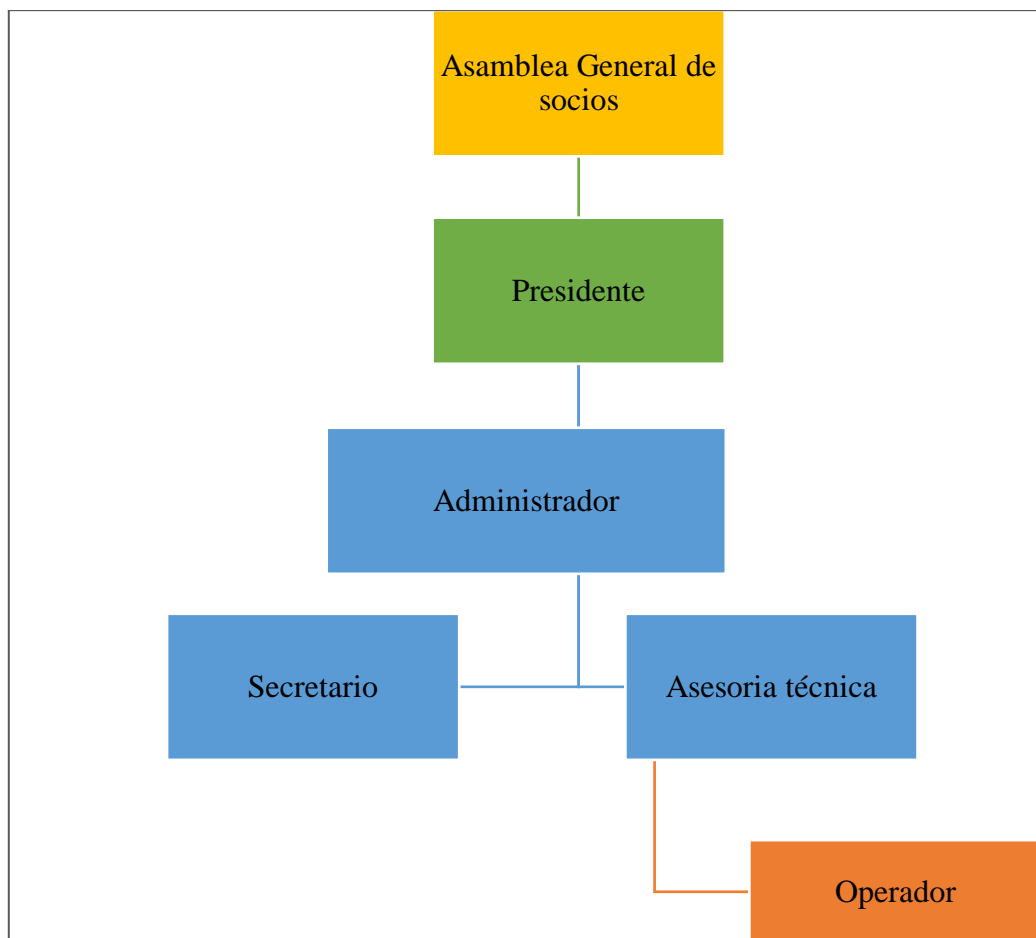 Asamblea General de
socios
Presidente
Administrador
Secretario
Asesoria técnica
Operador